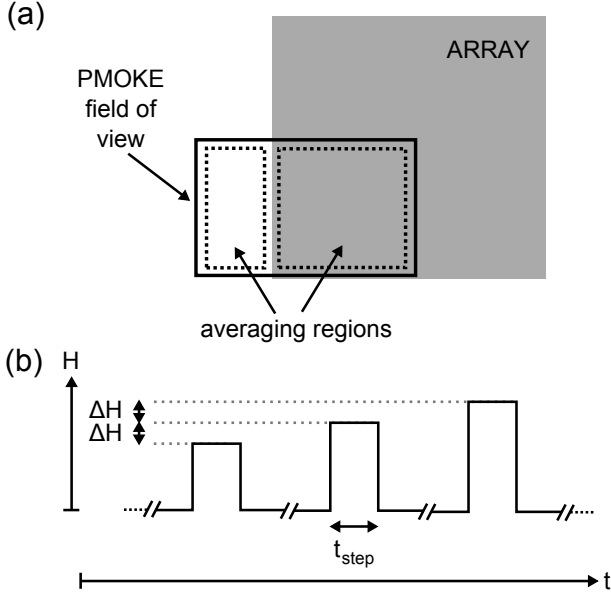 (a)
ARRAY
PMOKE
field of
view
averaging regions
(b)
H
ΔH
ΔH
t_step
t